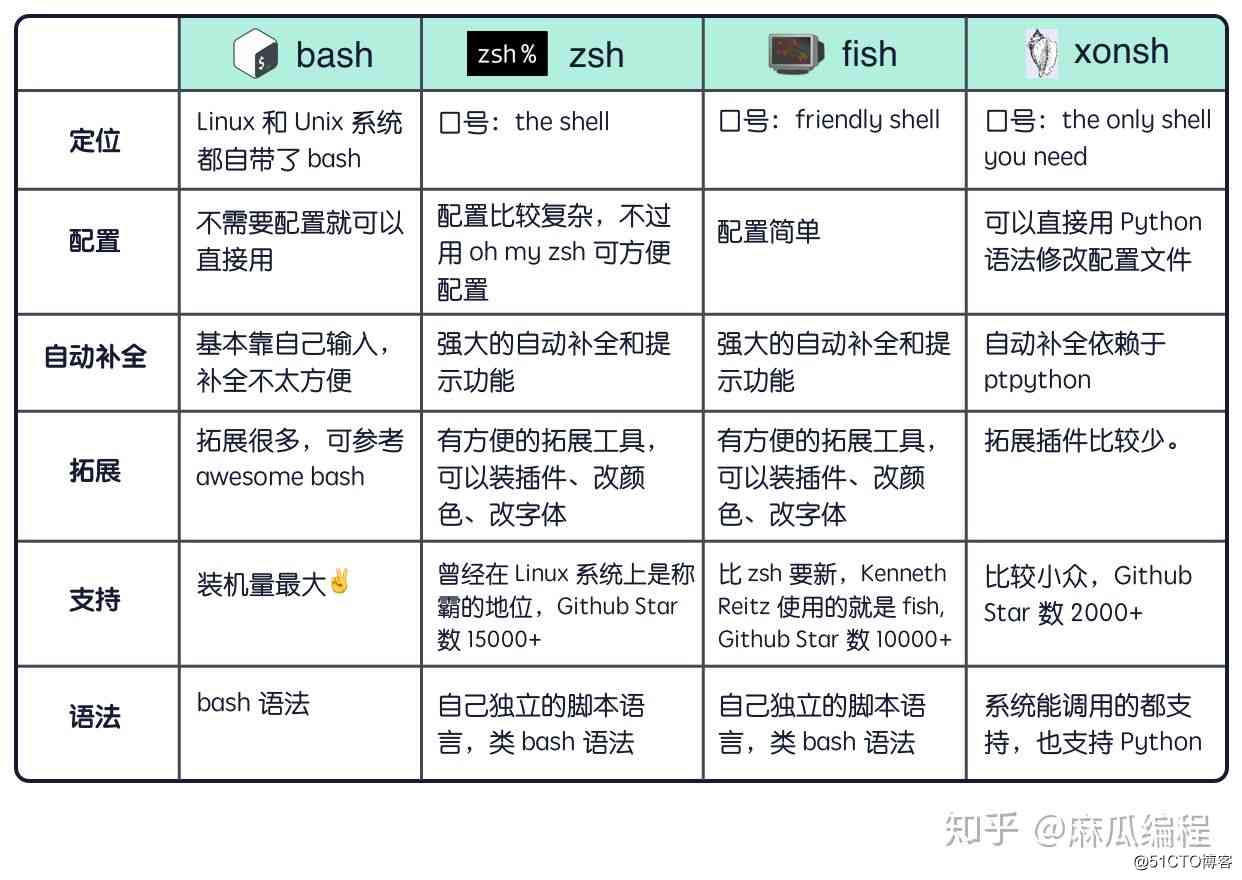 $ bash
zsh % zsh
fish
xonsh
定位
Linux 和 Unix 系统
都自带了 bash
口号：the shell
口号：friendly shell
口号：the only shell
you need
配置
不需要配置就可以
直接用
配置比较复杂，不过
用 oh my zsh 可方便
配置
配置简单
可以直接用 Python
语法修改配置文件
自动补全
基本靠自己输入，
补全不太方便
强大的自动补全和提
示功能
强大的自动补全和提
示功能
自动补全依赖于
ptpython
拓展
拓展很多，可参考
awesome bash
有方便的拓展工具，
可以装插件、改颜
色、改字体
有方便的拓展工具，
可以装插件、改颜
色、改字体
拓展插件比较少。
支持
装机量最大✌
曾经在 Linux 系统上是称
霸的地位，Github Star
数 15000+
比 zsh 要新，Kenneth
Reitz 使用的就是 fish,
Github Star 数 10000+
比较小众，Github
Star 数 2000+
语法
bash 语法
自己独立的脚本语
言，类 bash 语法
自己独立的脚本语
言，类 bash 语法
系统能调用的都支
持，也支持 Python
知乎 @麻瓜编程
@51CTO博客